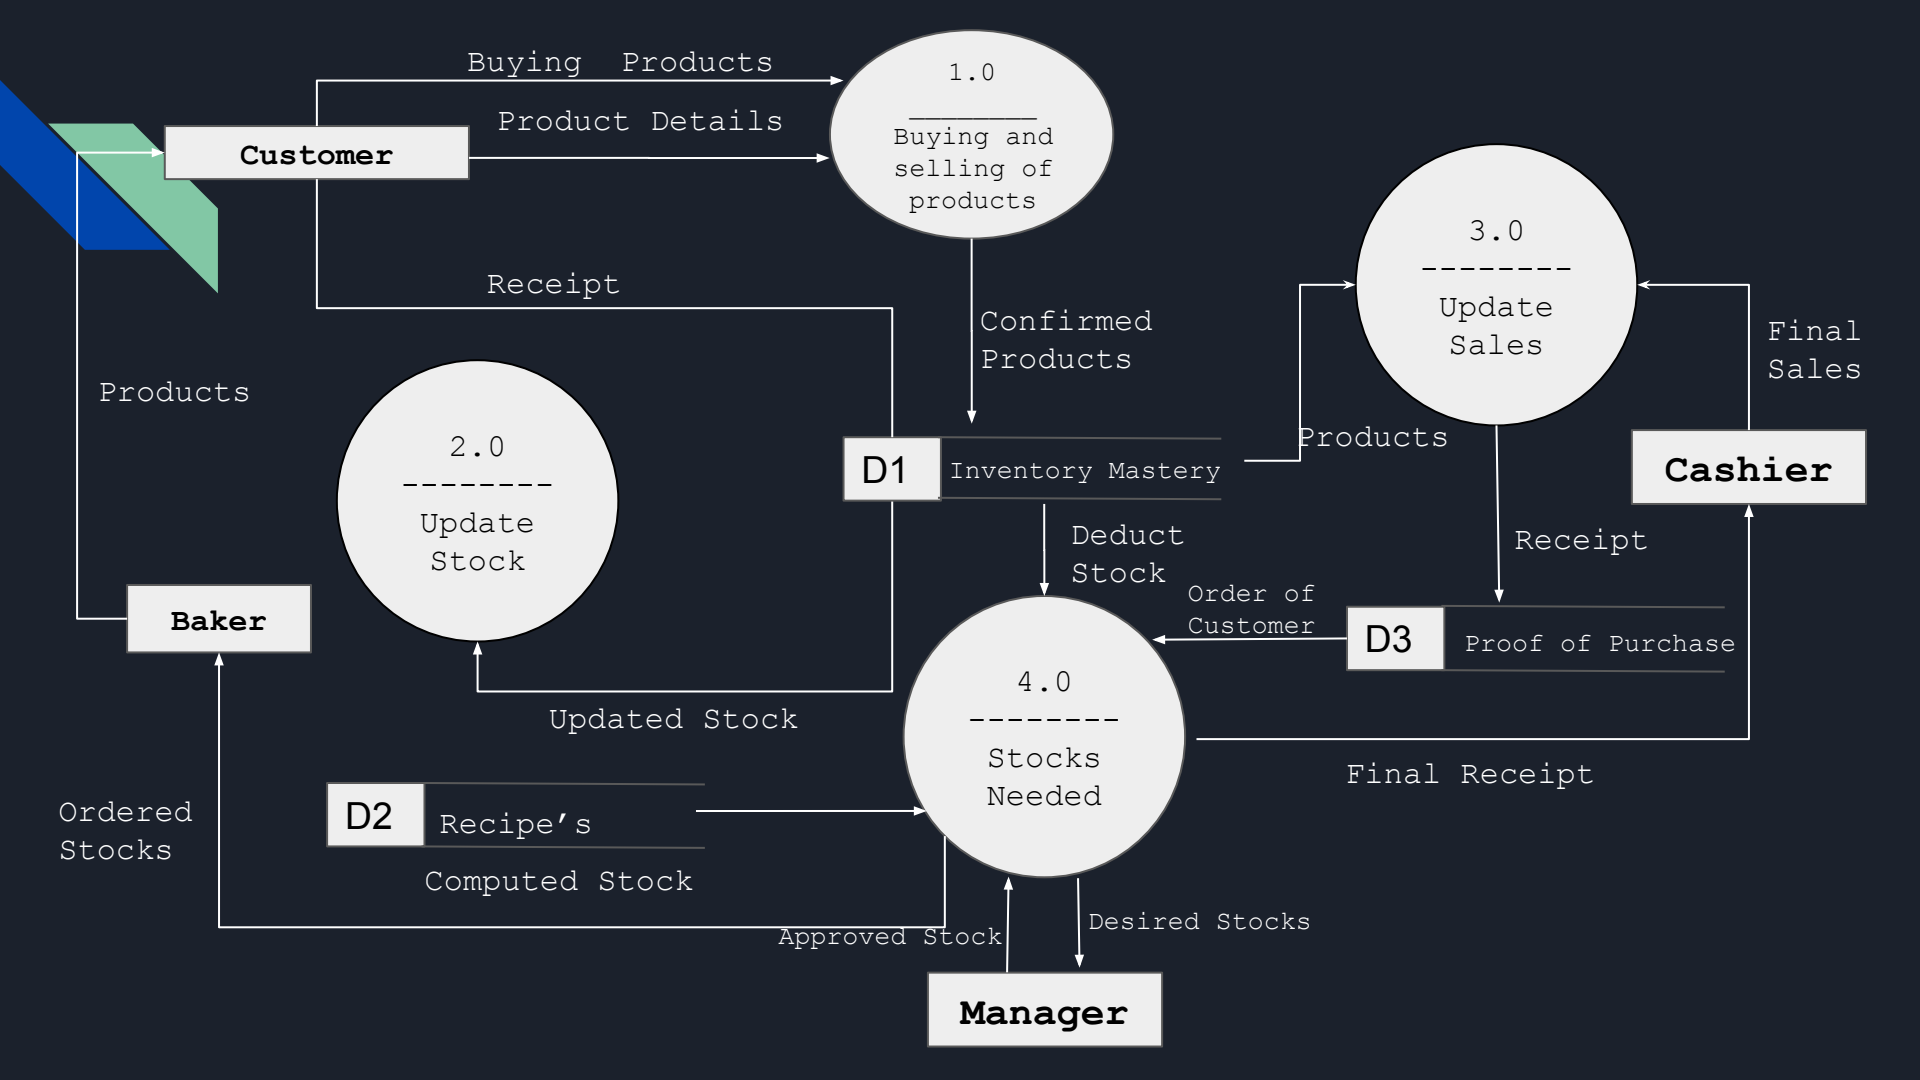 Buying  Products
1.0
________
Buying and
selling of
products
Product Details
Customer
3.0
--------
Update
Sales
Receipt
Confirmed
Products
Final
Sales
Products
2.0
--------
Update
Stock
Products
D1
Inventory Mastery
Cashier
Deduct
Stock
Receipt
Order of
Customer
Baker
D3
Proof of Purchase
4.0
--------
Stocks
Needed
Updated Stock
Final Receipt
Ordered
Stocks
D2
Recipe’s
Computed Stock
Approved Stock
Desired Stocks
Manager